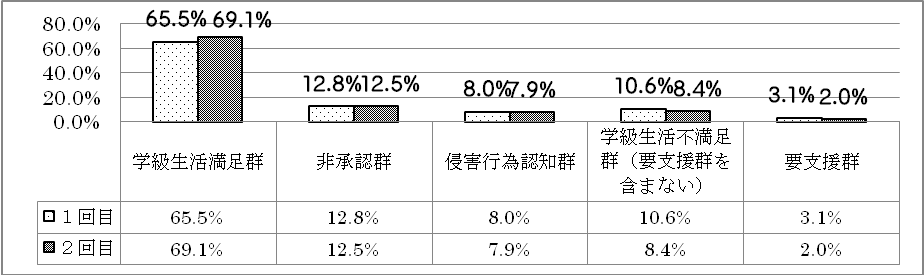 80.0%
60.0%
40.0%
20.0%
0.0%
65.5% 69.1%
12.8% 12.5%
8.0% 7.9%
10.6% 8.4%
3.1% 2.0%
学級生活満足群
非承認群
侵害行為認知群
学級生活不満足
群（要支援群を
含まない）
要支援群
１回目 65.5% 12.8% 8.0% 10.6% 3.1%
２回目 69.1% 12.5% 7.9% 8.4% 2.0%